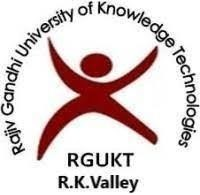 Rajiv Gandhi University of Knowledge Technologies
RGUKT
R.K.Valley